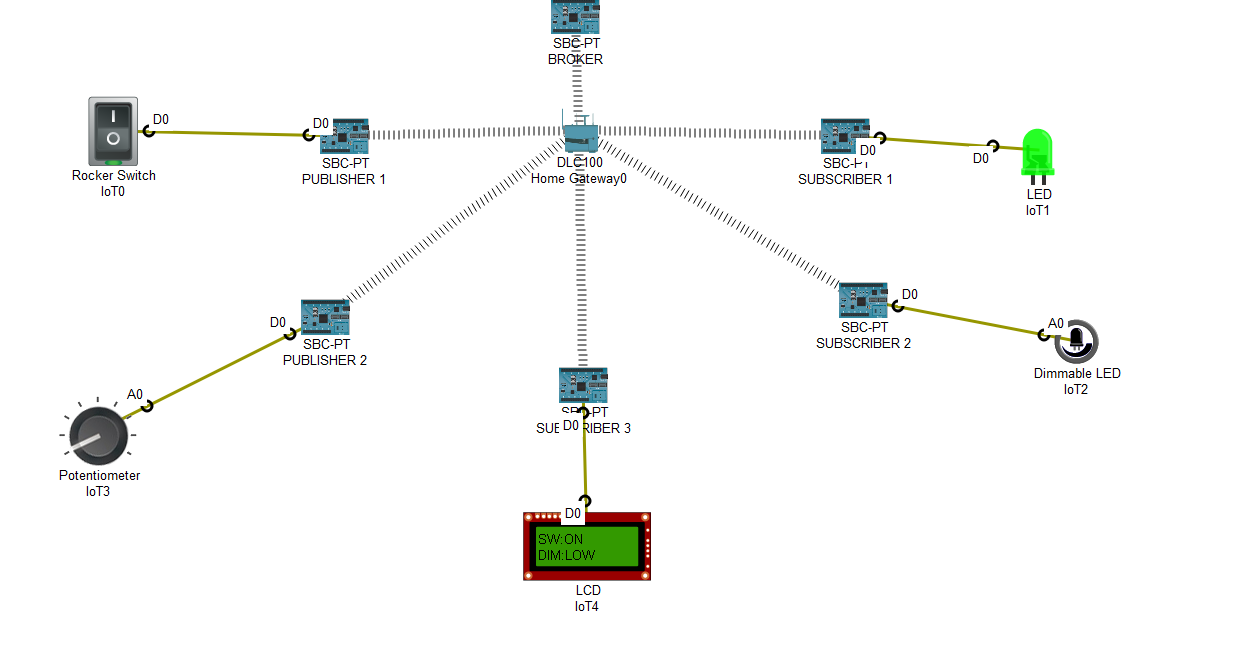 SBC-PT
BROKER
D0
D0
SBC-PT
PUBLISHER 1
Rocker Switch
IoT0
DLC100
Home Gateway0
D0
SUBSCRIBER 1
D0
LED
IoT1
D0
SBC-PT
PUBLISHER 2
A0
Potentiometer
IoT3
D0
SBC-PT
SUBSCRIBER 2
A0
Dimmable LED
IoT2
D0
D0
SW:ON
DIM:LOW
LCD
IoT4